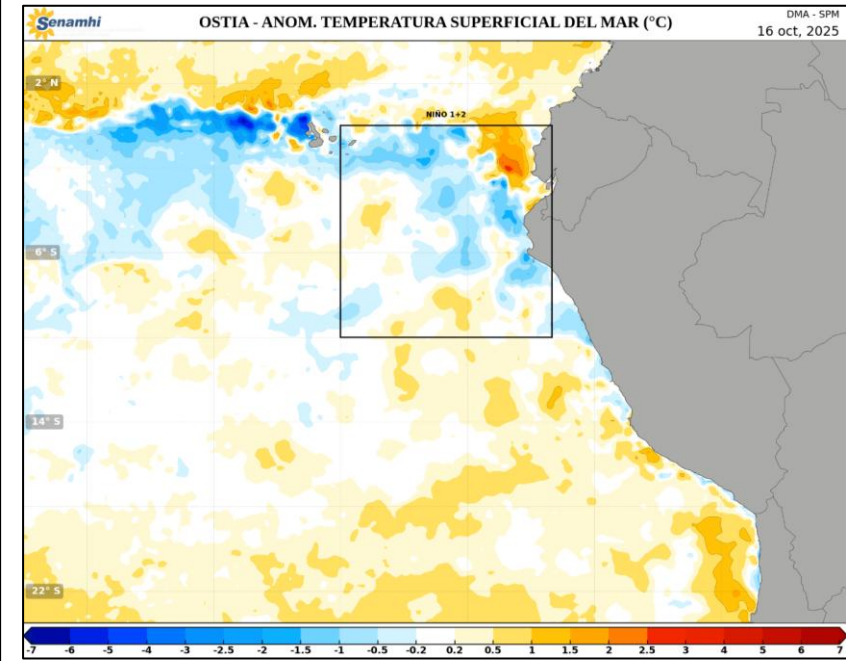 Senamhi
OSTIA - ANOM. TEMPERATURA SUPERFICIAL DEL MAR (°C)
DMA - SPM
16 oct, 2025
2° N
NIÑO 1+2
6° S
14° S
22° S
-7 -6 -5 -4 -3 -2.5 -2 -1.5 -1 -0.5 -0.2 0.2 0.5 1 1.5 2 2.5 3 4 5 6 7